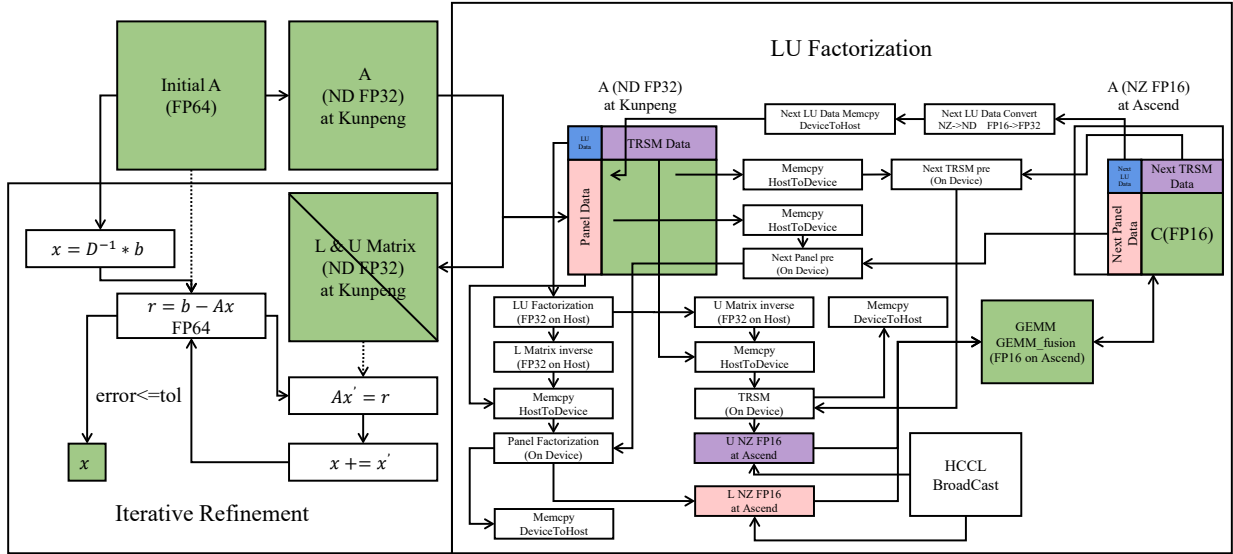 Initial A
(FP64)
A
(ND FP32)
at Kunpeng
x = D⁻¹ * b
r = b − Ax
FP64
L & U Matrix
(ND FP32)
at Kunpeng
Ax′ = r
x += x′
error<=tol
x
Iterative Refinement
LU Factorization
A (ND FP32)
at Kunpeng
LU
Data
TRSM Data
Panel Data
Next LU Data Memcpy
DeviceToHost
Next LU Data Convert
NZ->ND FP16->FP32
A (NZ FP16)
at Ascend
Next
LU
Data
Next TRSM
Data
Next Panel
Data
C(FP16)
Memcpy
HostToDevice
Next TRSM pre
(On Device)
Memcpy
HostToDevice
Next Panel pre
(On Device)
LU Factorization
(FP32 on Host)
U Matrix inverse
(FP32 on Host)
Memcpy
DeviceToHost
GEMM
GEMM_fusion
(FP16 on Ascend)
L Matrix inverse
(FP32 on Host)
Memcpy
HostToDevice
Memcpy
HostToDevice
TRSM
(On Device)
Panel Factorization
(On Device)
U NZ FP16
at Ascend
HCCL
BroadCast
L NZ FP16
at Ascend
Memcpy
DeviceToHost